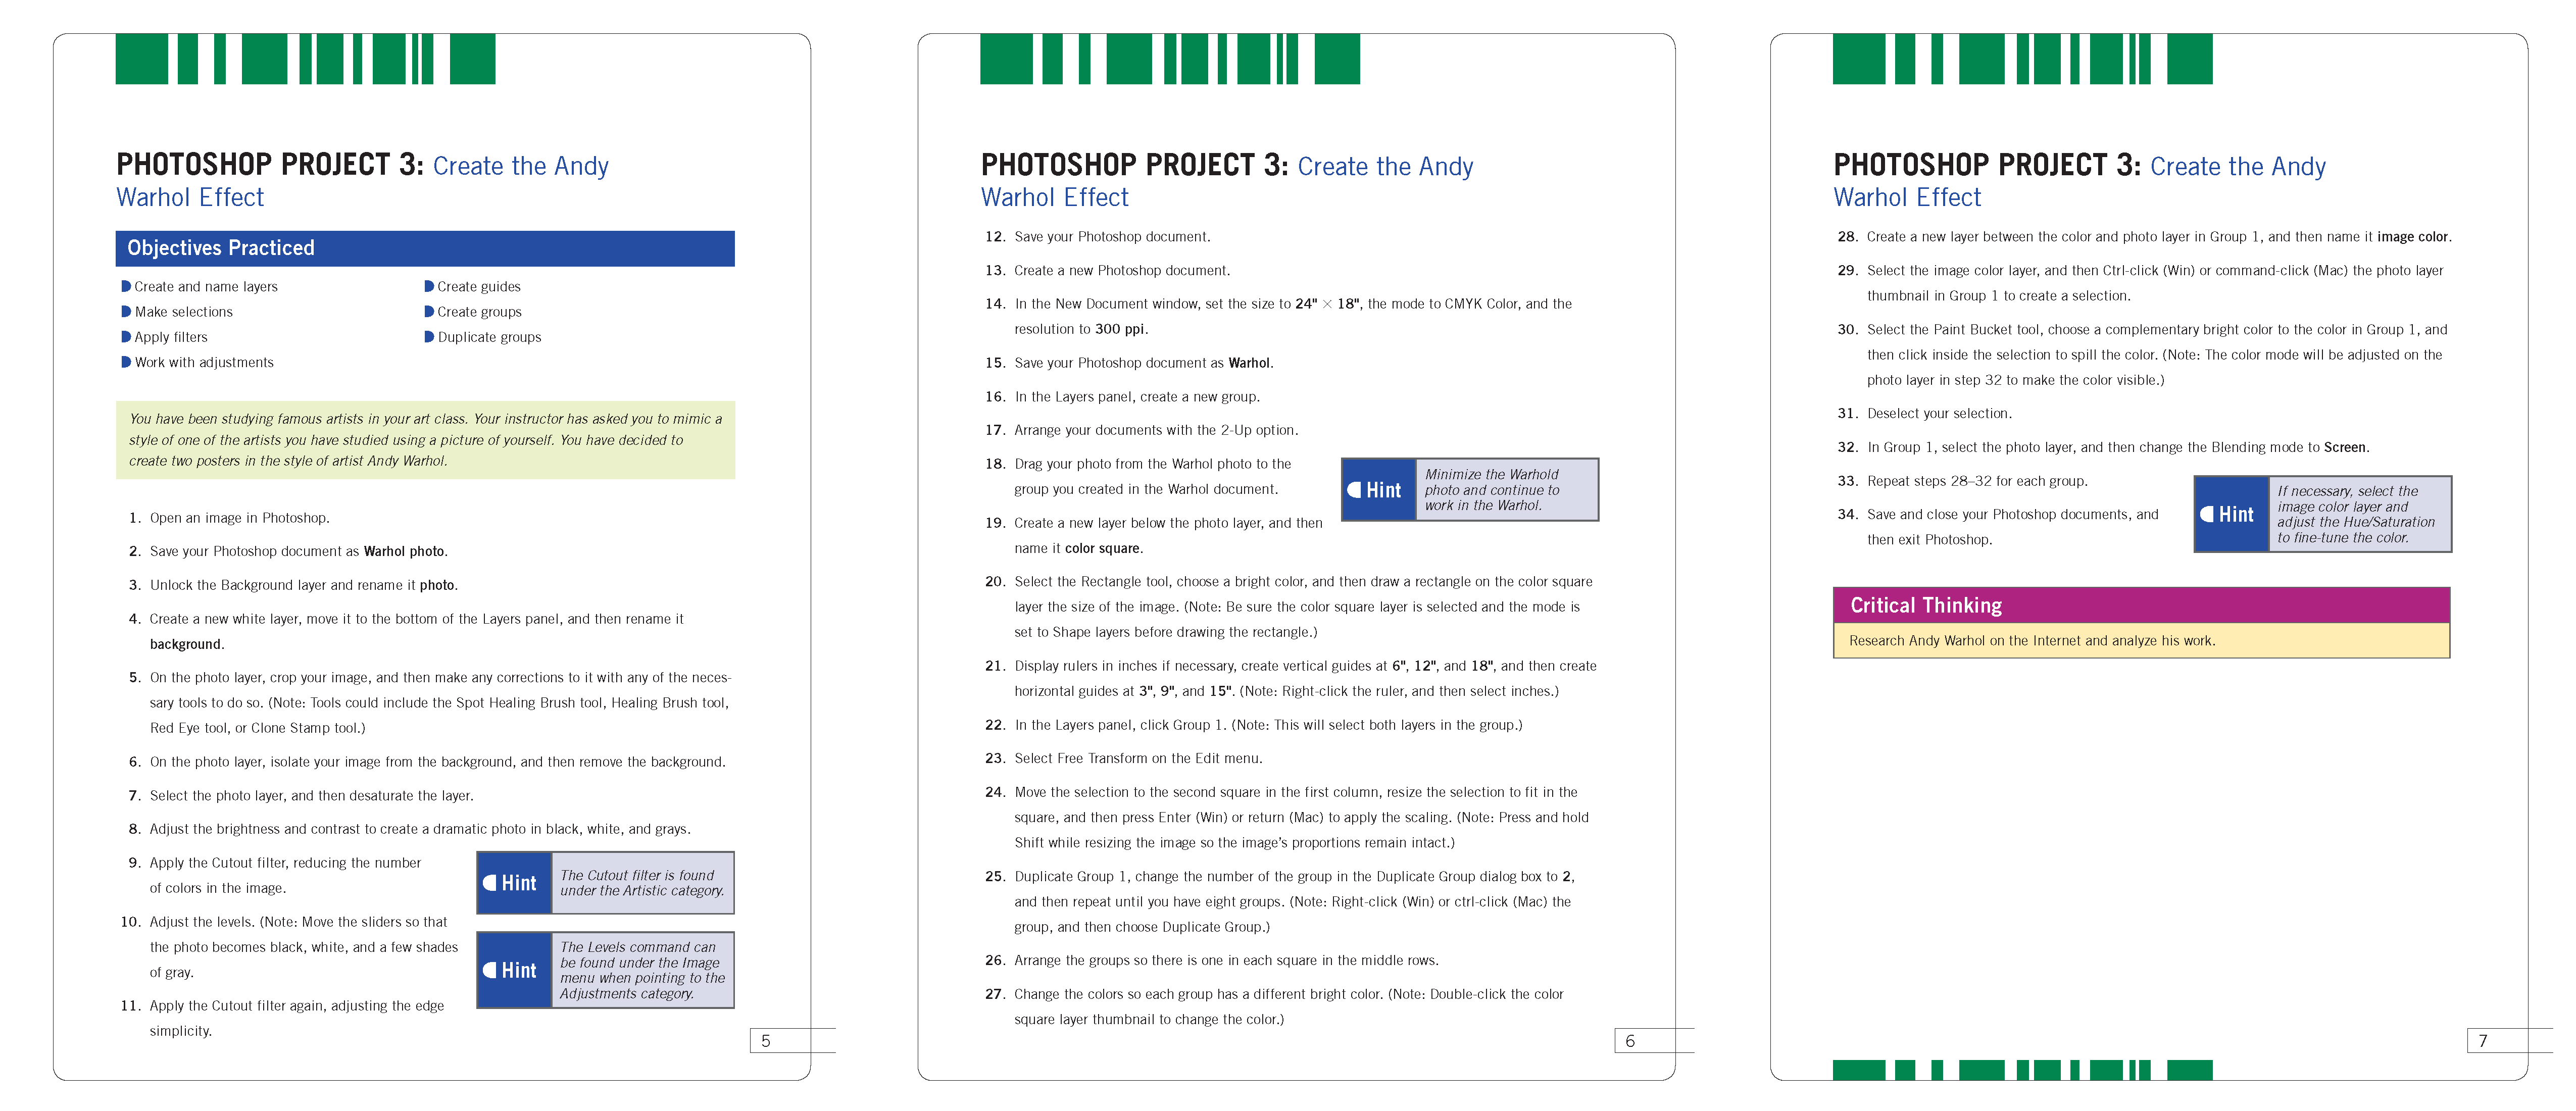 PHOTOSHOP PROJECT 3: Create the Andy
Warhol Effect
Objectives Practiced
Create and name layers
Make selections
Apply filters
Work with adjustments
Create guides
Create groups
Duplicate groups
You have been studying famous artists in your art class. Your instructor has asked you to mimic a
style of one of the artists you have studied using a picture of yourself. You have decided to
create two posters in the style of artist Andy Warhol.
1. Open an image in Photoshop.
2. Save your Photoshop document as Warhol photo.
3. Unlock the Background layer and rename it photo.
4. Create a new white layer, move it to the bottom of the Layers panel, and then rename it
background.
5. On the photo layer, crop your image, and then make any corrections to it with any of the neces-
sary tools to do so. (Note: Tools could include the Spot Healing Brush tool, Healing Brush tool,
Red Eye tool, or Clone Stamp tool.)
6. On the photo layer, isolate your image from the background, and then remove the background.
7. Select the photo layer, and then desaturate the layer.
8. Adjust the brightness and contrast to create a dramatic photo in black, white, and grays.
9. Apply the Cutout filter, reducing the number
of colors in the image.
Hint
The Cutout filter is found
under the Artistic category.
10. Adjust the levels. (Note: Move the sliders so that
the photo becomes black, white, and a few shades
of gray.
Hint
The Levels command can
be found under the Image
menu when pointing to the
Adjustments category.
11. Apply the Cutout filter again, adjusting the edge
simplicity.
5
PHOTOSHOP PROJECT 3: Create the Andy
Warhol Effect
12. Save your Photoshop document.
13. Create a new Photoshop document.
14. In the New Document window, set the size to 24" × 18", the mode to CMYK Color, and the
resolution to 300 ppi.
15. Save your Photoshop document as Warhol.
16. In the Layers panel, create a new group.
17. Arrange your documents with the 2-Up option.
18. Drag your photo from the Warhol photo to the
group you created in the Warhol document.
Hint
Minimize the Warhold
photo and continue to
work in the Warhol.
19. Create a new layer below the photo layer, and then
name it color square.
20. Select the Rectangle tool, choose a bright color, and then draw a rectangle on the color square
layer the size of the image. (Note: Be sure the color square layer is selected and the mode is
set to Shape layers before drawing the rectangle.)
21. Display rulers in inches if necessary, create vertical guides at 6", 12", and 18", and then create
horizontal guides at 3", 9", and 15". (Note: Right-click the ruler, and then select inches.)
22. In the Layers panel, click Group 1. (Note: This will select both layers in the group.)
23. Select Free Transform on the Edit menu.
24. Move the selection to the second square in the first column, resize the selection to fit in the
square, and then press Enter (Win) or return (Mac) to apply the scaling. (Note: Press and hold
Shift while resizing the image so the image's proportions remain intact.)
25. Duplicate Group 1, change the number of the group in the Duplicate Group dialog box to 2,
and then repeat until you have eight groups. (Note: Right-click (Win) or ctrl-click (Mac) the
group, and then choose Duplicate Group.)
26. Arrange the groups so there is one in each square in the middle rows.
27. Change the colors so each group has a different bright color. (Note: Double-click the color
square layer thumbnail to change the color.)
6
PHOTOSHOP PROJECT 3: Create the Andy
Warhol Effect
28. Create a new layer between the color and photo layer in Group 1, and then name it image color.
29. Select the image color layer, and then Ctrl-click (Win) or command-click (Mac) the photo layer
thumbnail in Group 1 to create a selection.
30. Select the Paint Bucket tool, choose a complementary bright color to the color in Group 1, and
then click inside the selection to spill the color. (Note: The color mode will be adjusted on the
photo layer in step 32 to make the color visible.)
31. Deselect your selection.
32. In Group 1, select the photo layer, and then change the Blending mode to Screen.
33. Repeat steps 28–32 for each group.
34. Save and close your Photoshop documents, and
then exit Photoshop.
Hint
If necessary, select the
image color layer and
adjust the Hue/Saturation
to fine-tune the color.
Critical Thinking
Research Andy Warhol on the Internet and analyze his work.
7